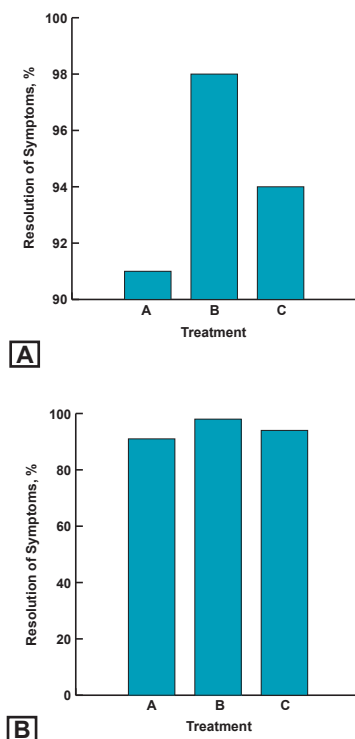 Resolution of Symptoms, %
100
98
96
94
92
91
90
A B C
Treatment
A
Resolution of Symptoms, %
100
80
60
40
20
0
A B C
Treatment
B